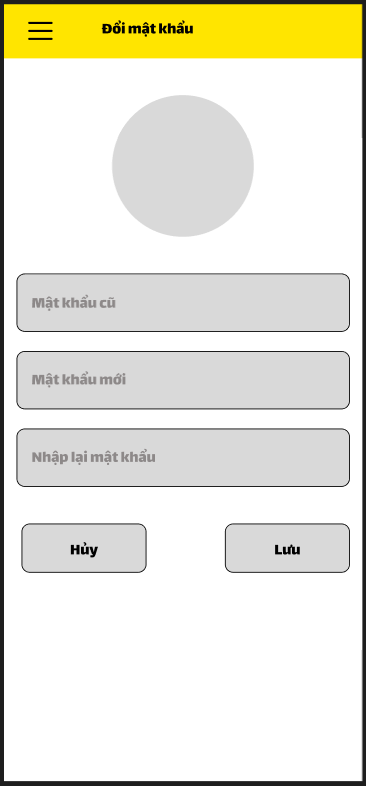 Đổi mật khẩu
Mật khẩu cũ
Mật khẩu mới
Nhập lại mật khẩu
Hủy
Lưu